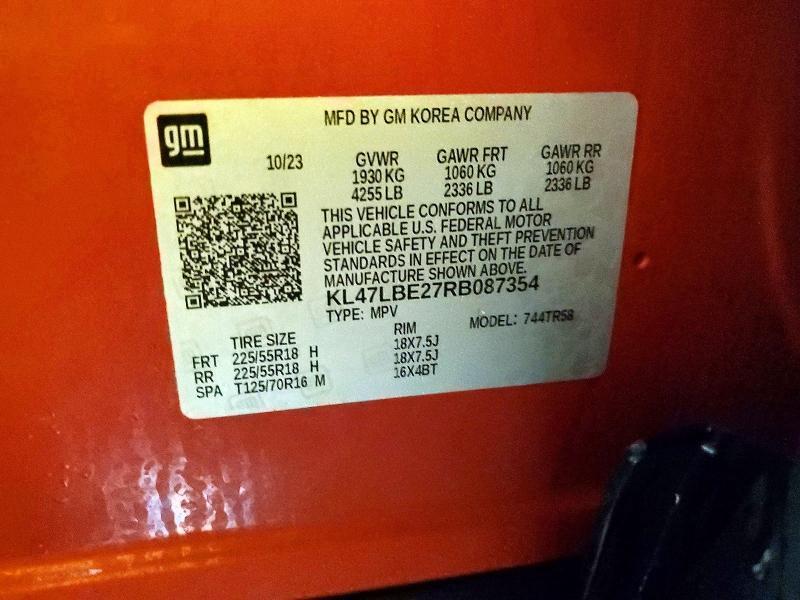 gm
MFD BY GM KOREA COMPANY
10/23 GVWR GAWR FRT GAWR RR
1930 KG 1060 KG 1060 KG
4255 LB 2336 LB 2336 LB
THIS VEHICLE CONFORMS TO ALL
APPLICABLE U.S. FEDERAL MOTOR
VEHICLE SAFETY AND THEFT PREVENTION
STANDARDS IN EFFECT ON THE DATE OF
MANUFACTURE SHOWN ABOVE.
KL47LBE27RB087354
TYPE: MPV MODEL: 744TR58
TIRE SIZE RIM
FRT 225/55R18 H 18X7.5J
RR 225/55R18 H 18X7.5J
SPA T125/70R16 M 16X4BT